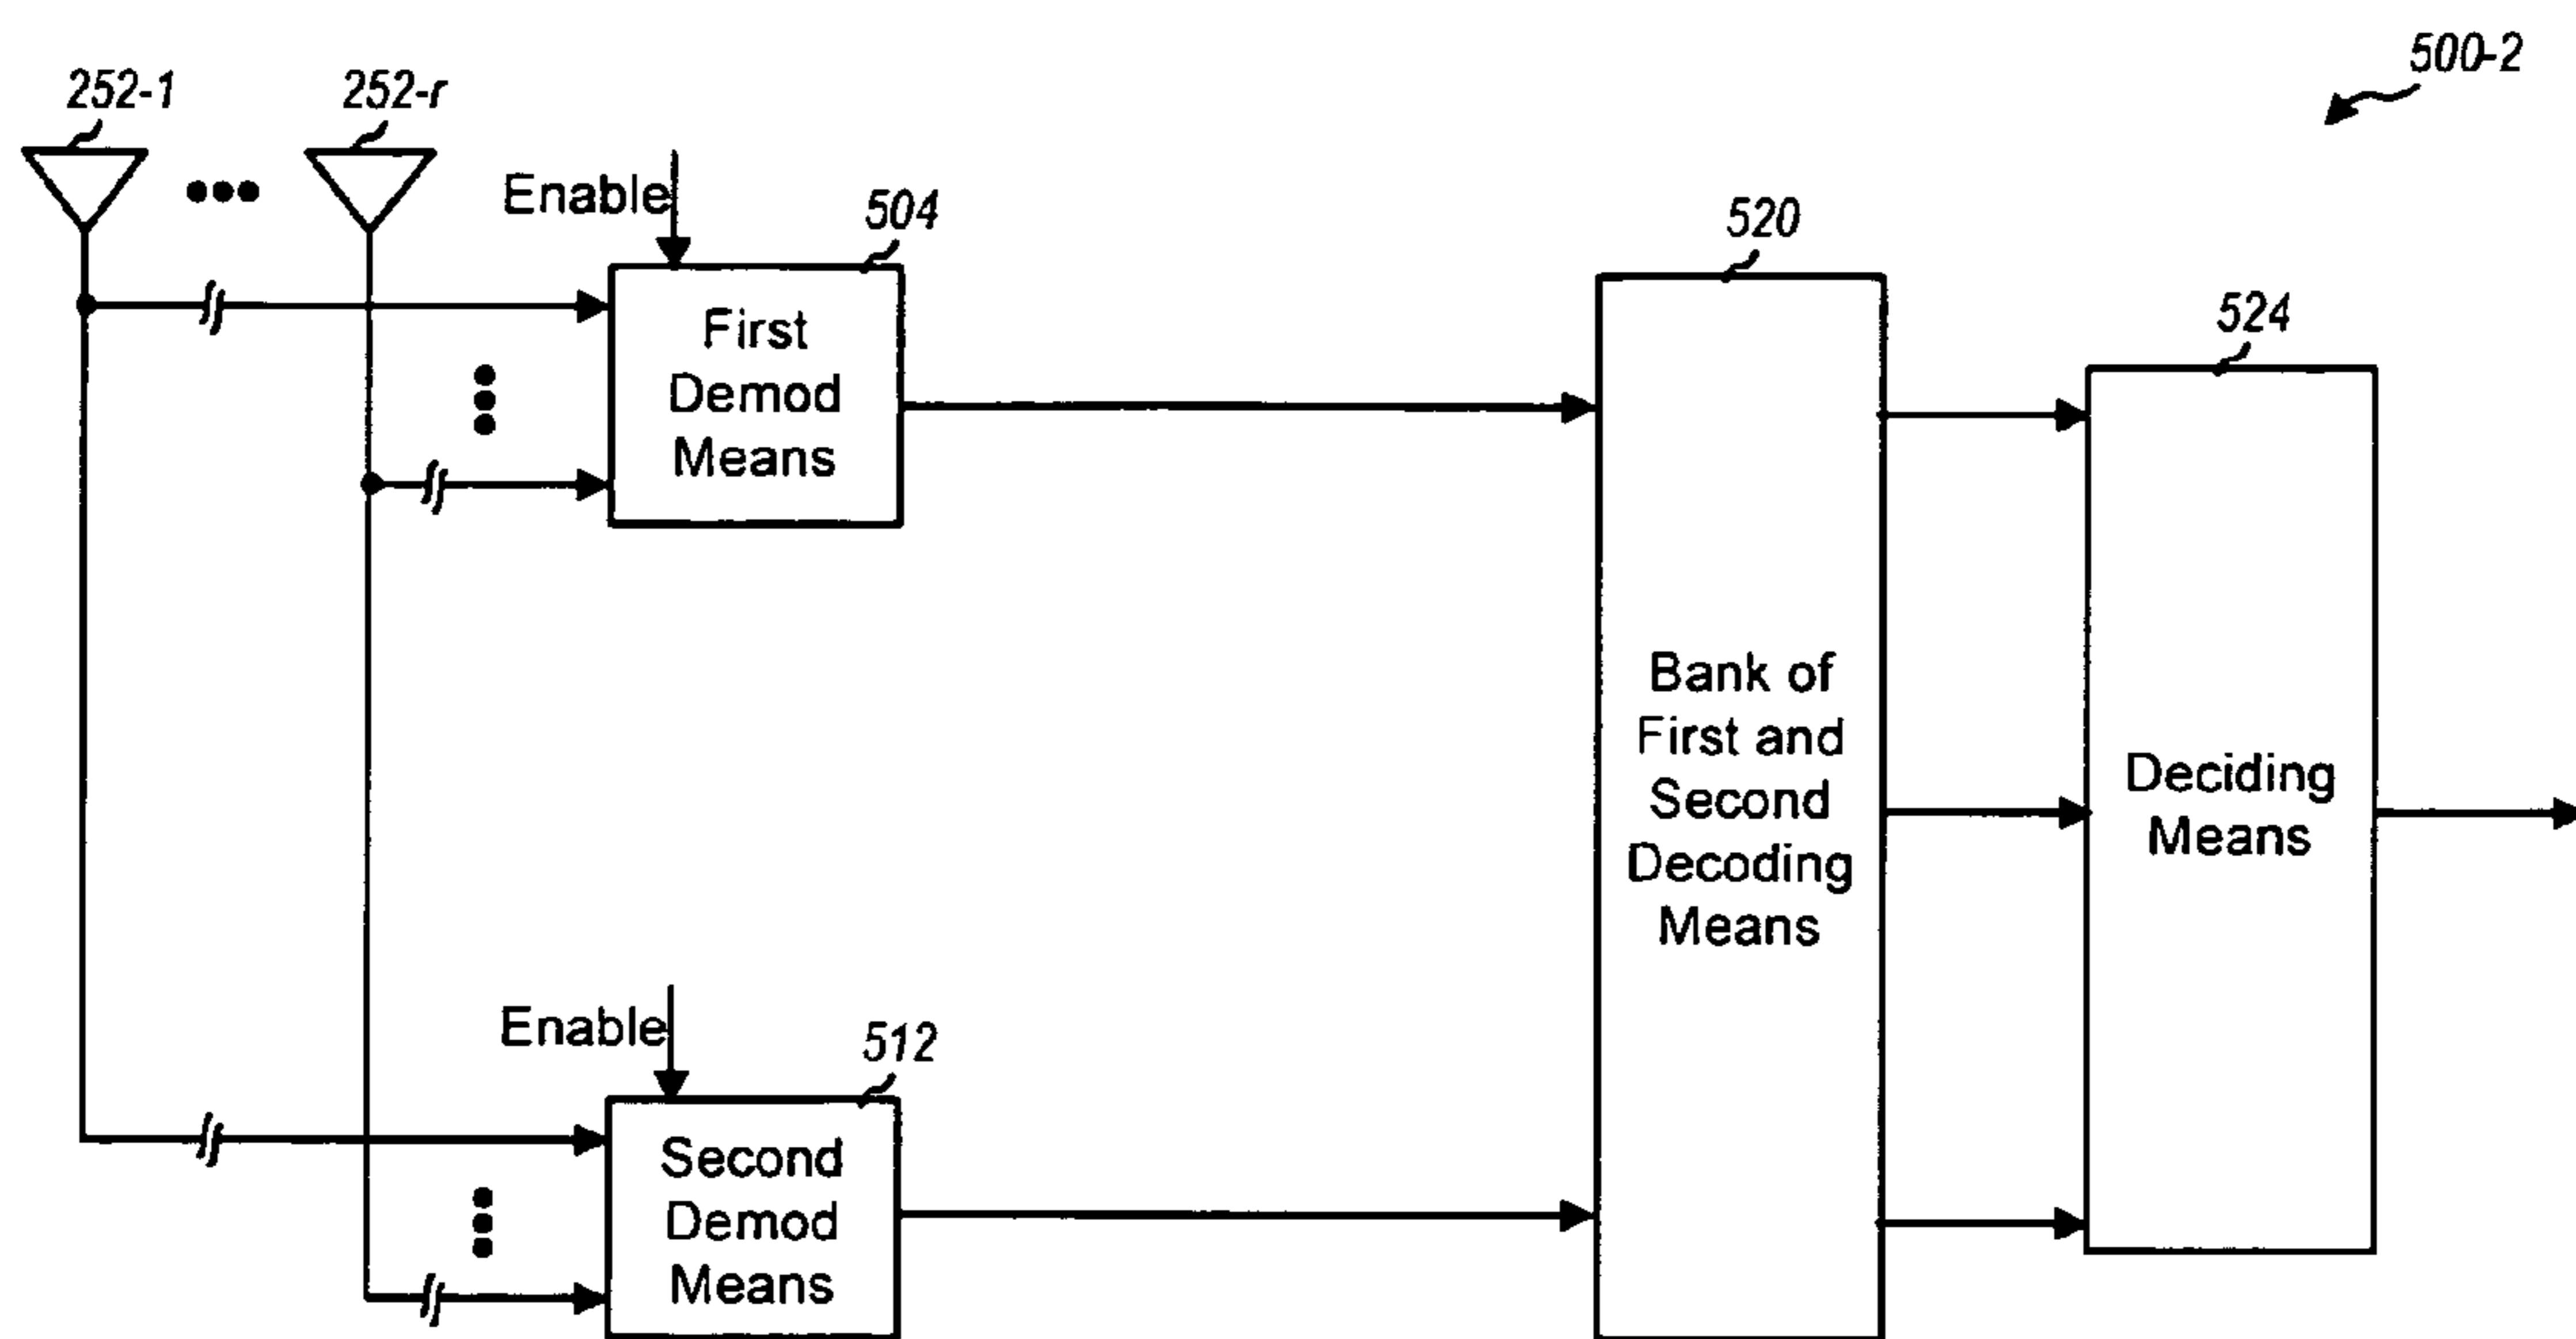 500-2
252-1
252-r
Enable
504
First
Demod
Means
520
Bank of
First and
Second
Decoding
Means
524
Deciding
Means
Enable
512
Second
Demod
Means